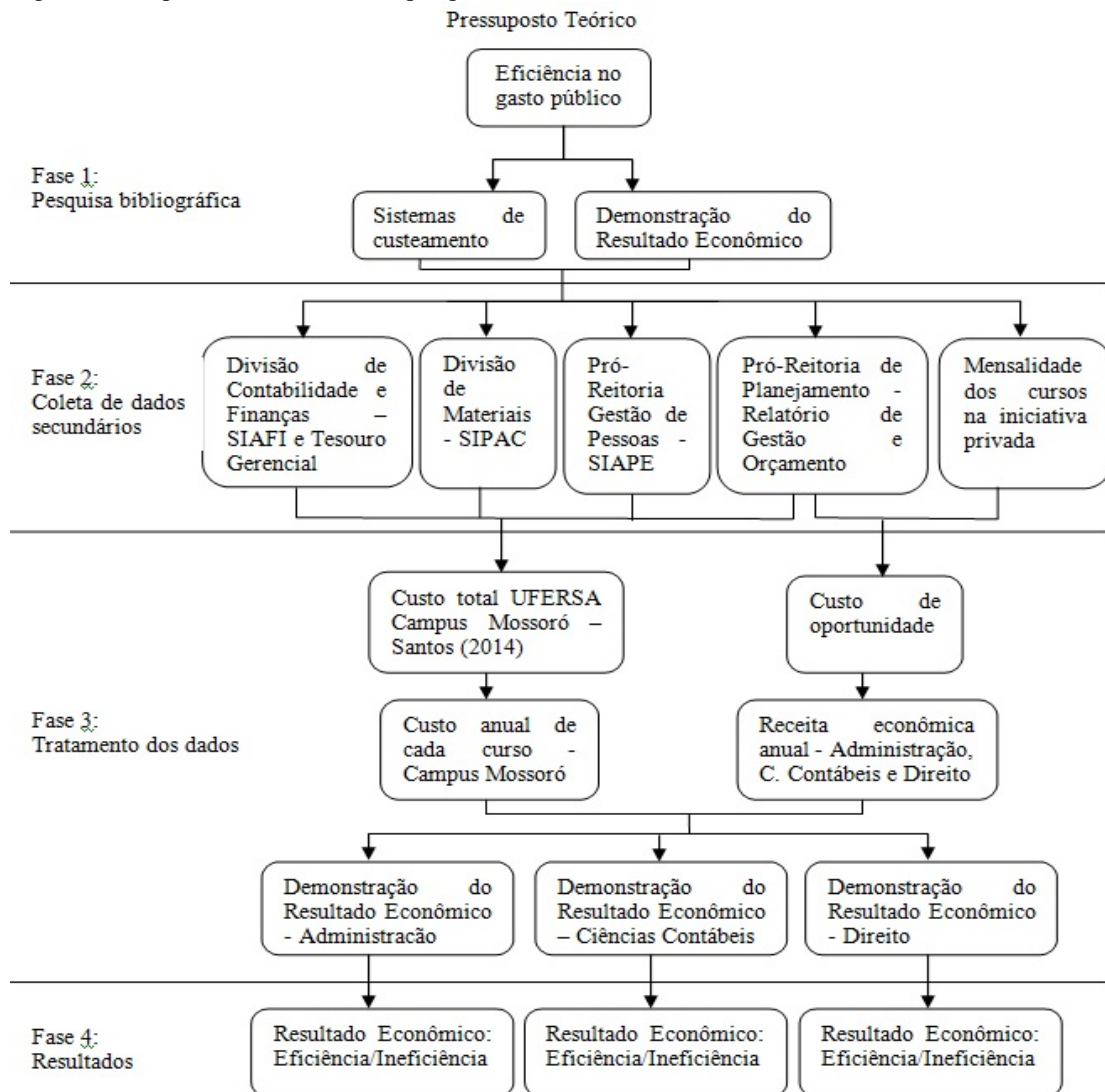 Pressuposto Teórico
Eficiência no
gasto público
Fase 1:
Pesquisa bibliográfica
Sistemas de
custeamento
Demonstração do
Resultado Econômico
Fase 2:
Coleta de dados
secundários
Divisão de
Contabilidade e
Finanças –
SIAFI e Tesouro
Gerencial
Divisão
de
Materiais
- SIPAC
Pró-
Reitoria
Gestão de
Pessoas -
SIAPE
Pró-Reitoria de
Planejamento -
Relatório de
Gestão e
Orçamento
Mensalidade
dos cursos
na iniciativa
privada
Fase 3:
Tratamento dos dados
Custo total UFERSA
Campus Mossoró –
Santos (2014)
Custo de
oportunidade
Custo anual de
cada curso -
Campus Mossoró
Receita econômica
anual - Administração,
C. Contábeis e Direito
Demonstração do
Resultado Econômico
- Administracão
Demonstração do
Resultado Econômico
– Ciências Contábeis
Demonstração do
Resultado Econômico
- Direito
Fase 4:
Resultados
Resultado Econômico:
Eficiência/Ineficiência
Resultado Econômico:
Eficiência/Ineficiência
Resultado Econômico:
Eficiência/Ineficiência